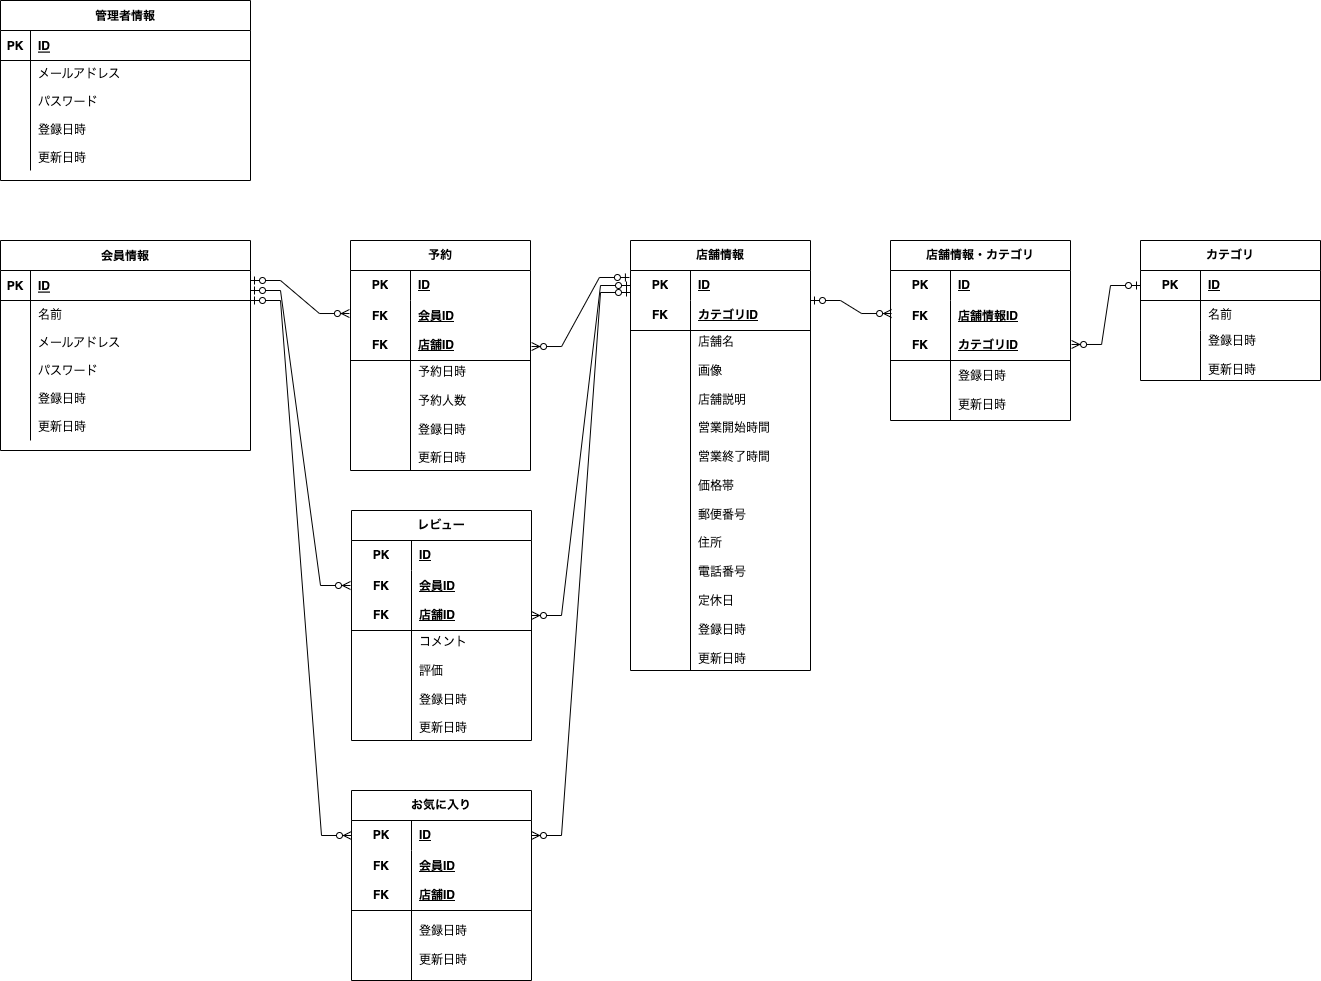 管理者情報
PK ID
メールアドレス
パスワード
登録日時
更新日時
会員情報
PK ID
名前
メールアドレス
パスワード
登録日時
更新日時
予約
PK ID
FK 会員ID
FK 店舗ID
予約日時
予約人数
登録日時
更新日時
レビュー
PK ID
FK 会員ID
FK 店舗ID
コメント
評価
登録日時
更新日時
お気に入り
PK ID
FK 会員ID
FK 店舗ID
登録日時
更新日時
店舗情報
PK ID
FK カテゴリID
店舗名
画像
店舗説明
営業開始時間
営業終了時間
価格帯
郵便番号
住所
電話番号
定休日
登録日時
更新日時
店舗情報・カテゴリ
PK ID
FK 店舗情報ID
FK カテゴリID
登録日時
更新日時
カテゴリ
PK ID
名前
登録日時
更新日時